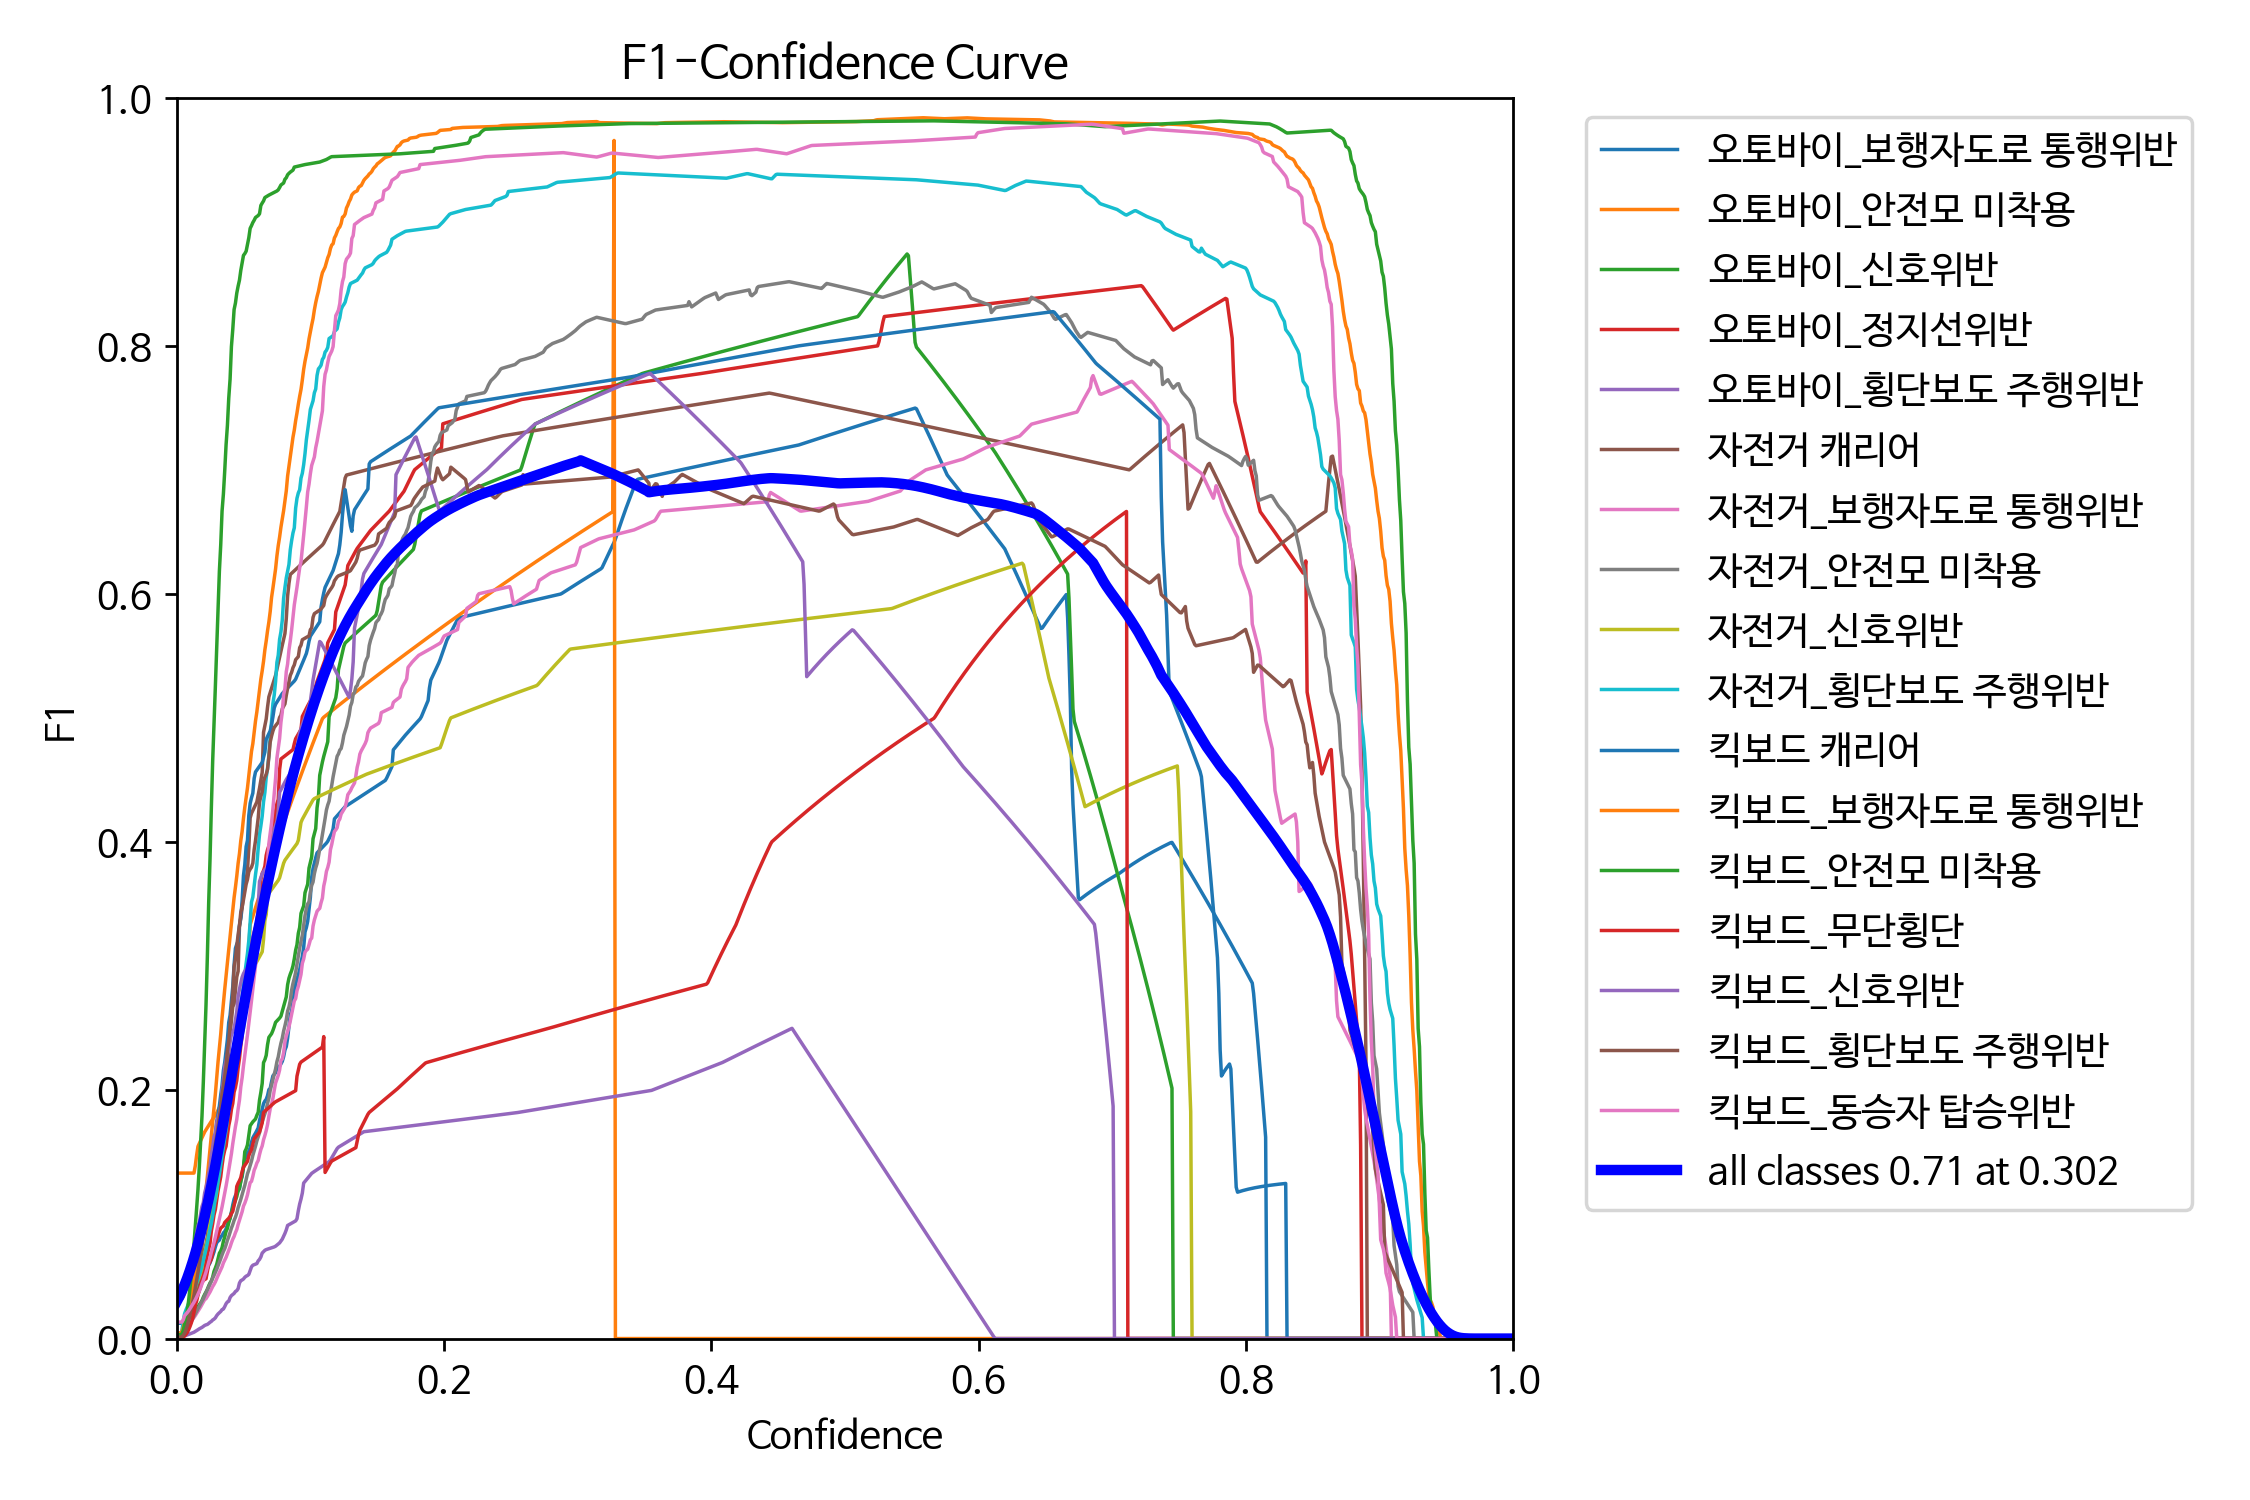 F1-Confidence Curve
1.0
0.8
0.6
0.4
0.2
0.0
F1
0.0 0.2 0.4 0.6 0.8 1.0
Confidence
오토바이_보행자도로 통행위반
오토바이_안전모 미착용
오토바이_신호위반
오토바이_정지선위반
오토바이_횡단보도 주행위반
자전거 캐리어
자전거_보행자도로 통행위반
자전거_안전모 미착용
자전거_신호위반
자전거_횡단보도 주행위반
킥보드 캐리어
킥보드_보행자도로 통행위반
킥보드_안전모 미착용
킥보드_무단횡단
킥보드_신호위반
킥보드_횡단보도 주행위반
킥보드_동승자 탑승위반
all classes 0.71 at 0.302